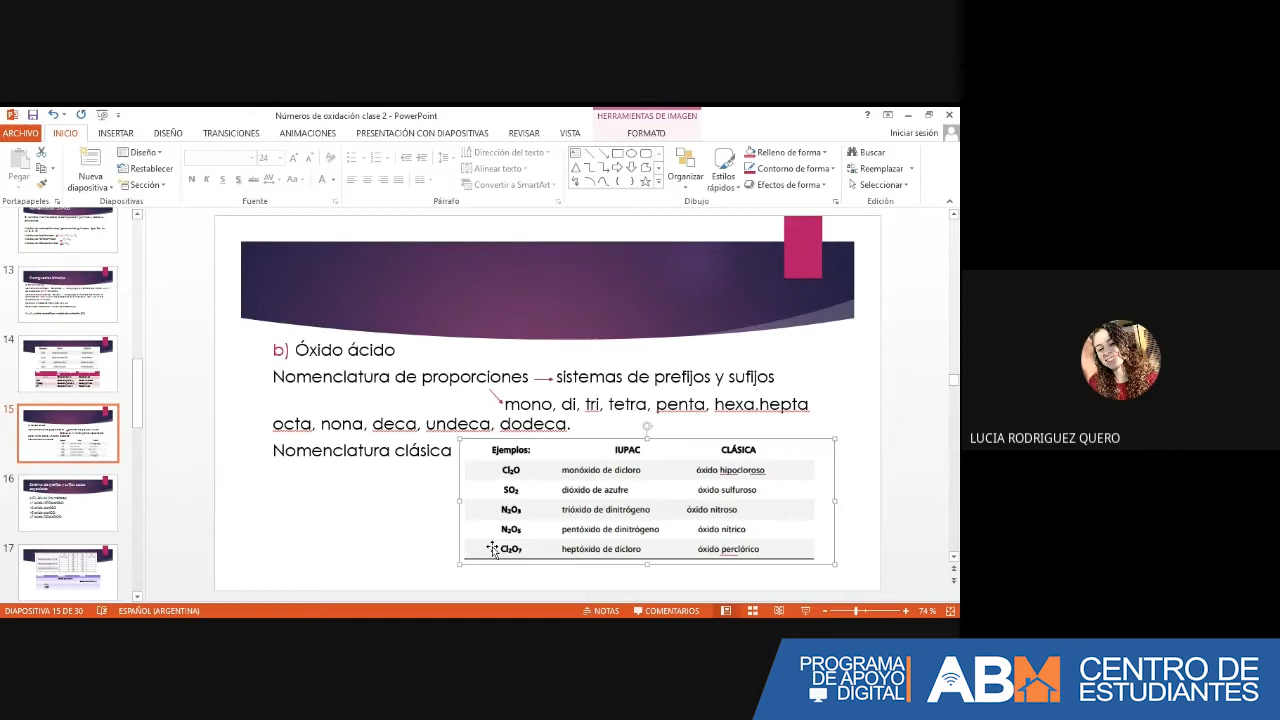 Números de oxidación clase 2 - PowerPoint
HERRAMIENTAS DE IMAGEN
ARCHIVO INICIO INSERTAR DISEÑO TRANSICIONES ANIMACIONES PRESENTACIÓN CON DIAPOSITIVAS REVISAR VISTA FORMATO
Iniciar sesión
Pegar
Nueva diapositiva
Diseño
Restablecer
Sección
24
Dirección del texto
Alinear texto
Convertir a SmartArt
Organizar
Estilos rápidos
Relleno de forma
Contorno de forma
Efectos de forma
Buscar
Reemplazar
Seleccionar
Portapapeles Diapositivas Fuente Párrafo Dibujo Edición
13
14
15
16
17
b) Óxido ácido
Nomenclatura de proporciones sistemas de prefijos y sufijos
mono, di, tri, tetra, penta, hexa,hepta
octa, nona, deca, undeca, dodeca.
Nomenclatura clásica
Ejemplos: IUPAC CLÁSICA
Cl₂O monóxido de dicloro óxido hipocloroso
SO₂ dióxido de azufre óxido sulfuroso
N₂O₃ trióxido de dinitrógeno óxido nitroso
N₂O₅ pentóxido de dinitrógeno óxido nítrico
Cl₂O₇ heptóxido de dicloro óxido perclórico
DIAPOSITIVA 15 DE 30 ESPAÑOL (ARGENTINA) NOTAS COMENTARIOS 74 %
LUCIA RODRIGUEZ QUERO
PROGRAMA
DE APOYO
DIGITAL
ABM
CENTRO DE
ESTUDIANTES